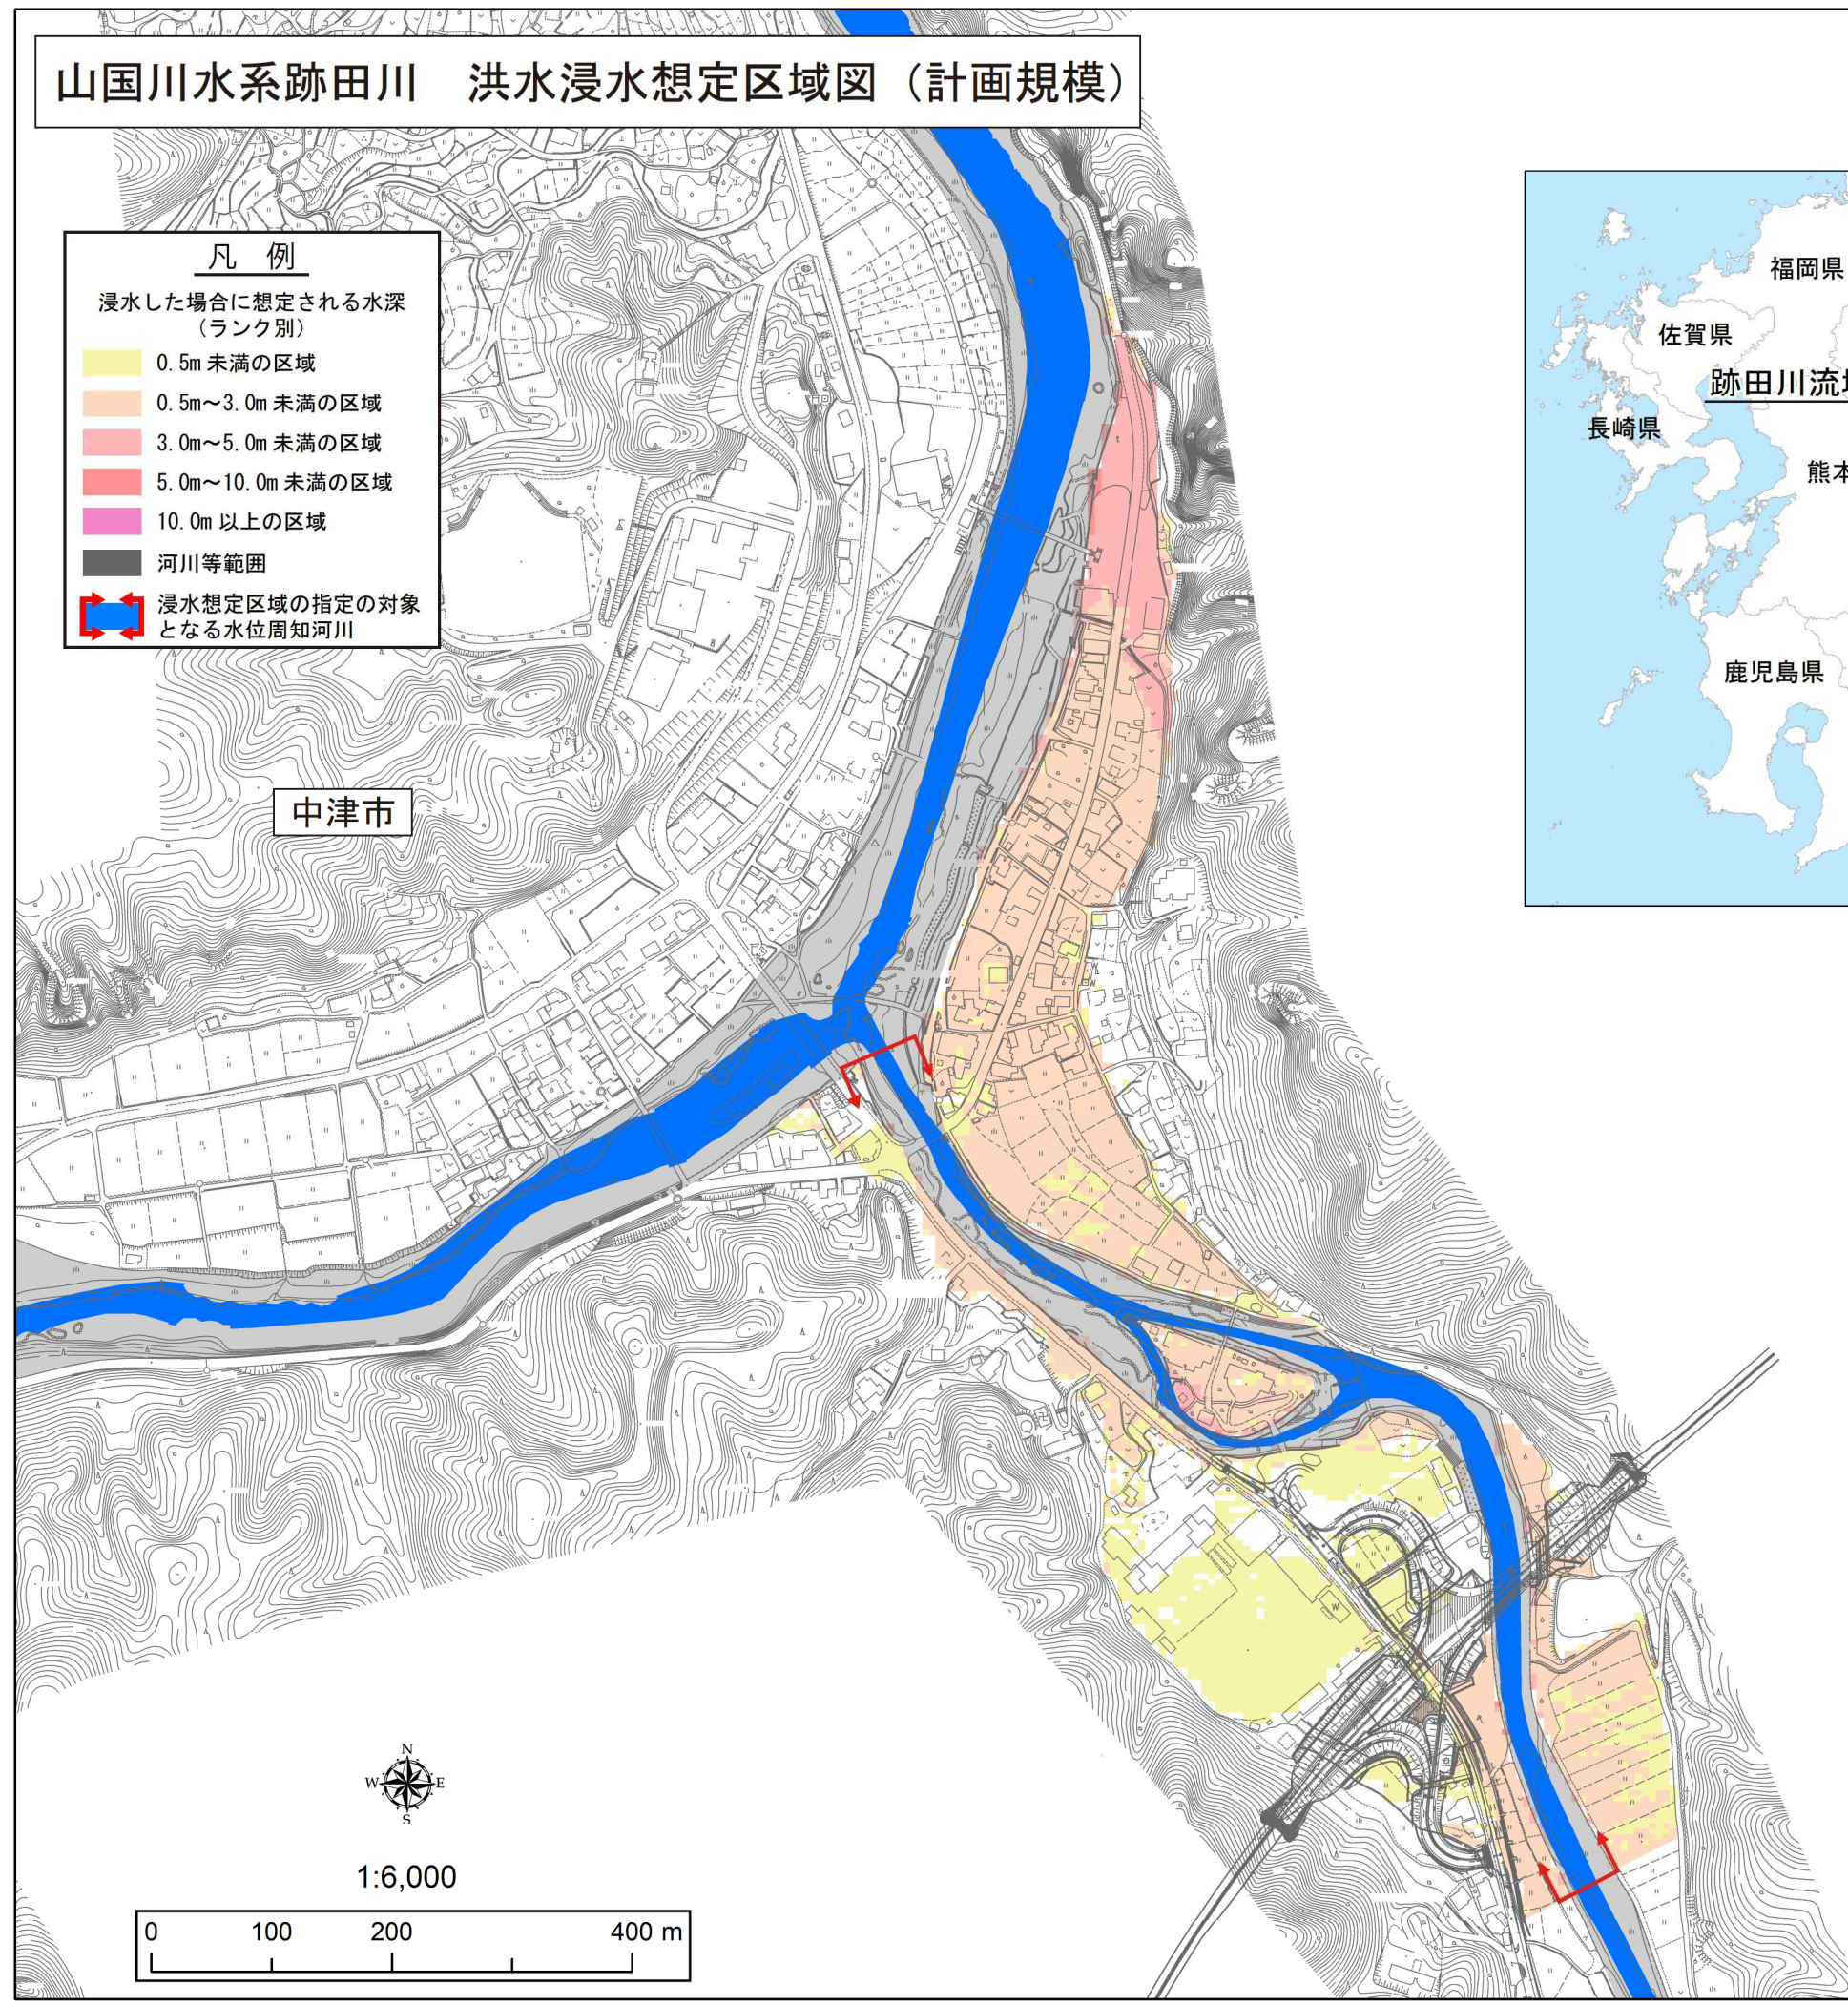 山国川水系跡田川　洪水浸水想定区域図（計画規模）
凡 例
浸水した場合に想定される水深
（ランク別）
0.5m 未満の区域
0.5m～3.0m 未満の区域
3.0m～5.0m 未満の区域
5.0m～10.0m 未満の区域
10.0m 以上の区域
河川等範囲
浸水想定区域の指定の対象
となる水位周知河川
福岡県
佐賀県
跡田川流
長崎県
熊本
鹿児島県
中津市
N
W E
S
1:6,000
0 100 200 400 m